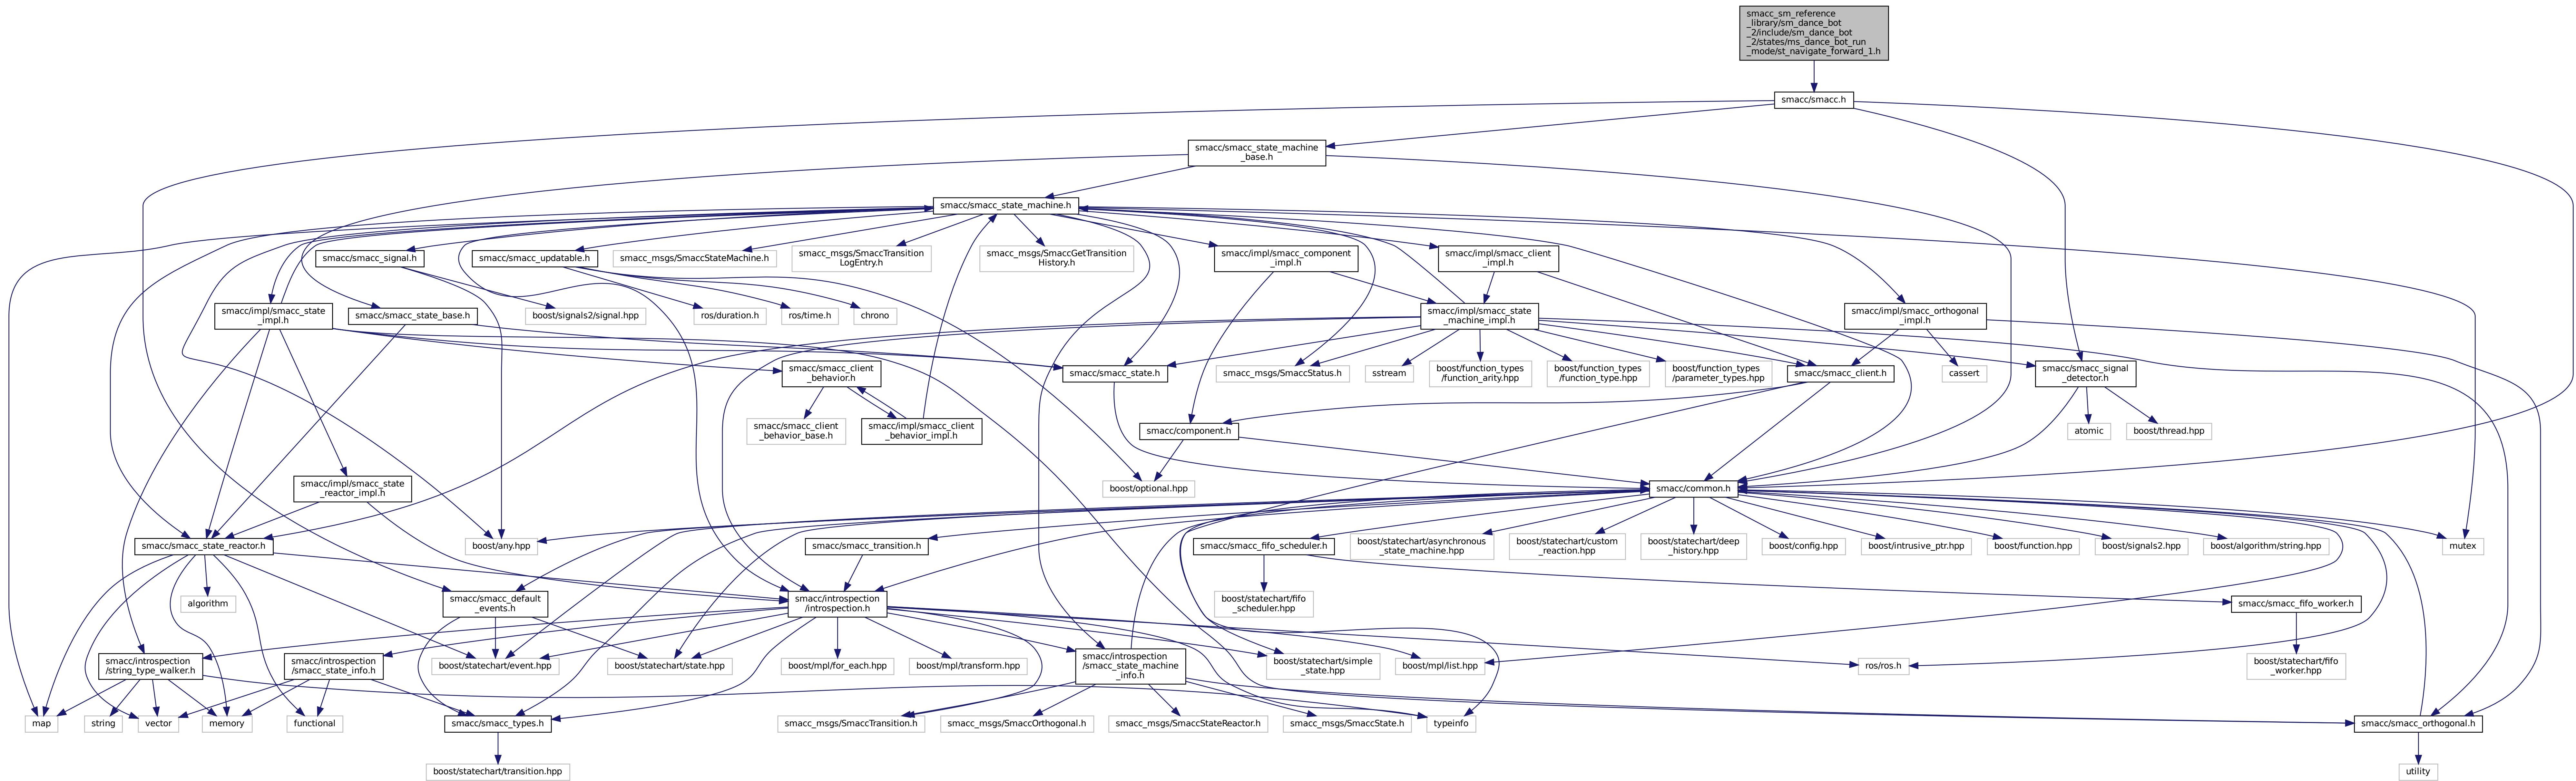 smacc_sm_reference
_library/sm_dance_bot
_2/include/sm_dance_bot
_2/states/ms_dance_bot_run
_mode/st_navigate_forward_1.h
smacc/smacc.h
smacc/smacc_state_machine
_base.h
smacc/smacc_state_machine.h
smacc/smacc_signal.h
smacc/smacc_updatable.h
smacc_msgs/SmaccStateMachine.h
smacc_msgs/SmaccTransition
LogEntry.h
smacc_msgs/SmaccGetTransition
History.h
smacc/impl/smacc_component
_impl.h
smacc/impl/smacc_client
_impl.h
smacc/impl/smacc_state
_impl.h
smacc/smacc_state_base.h
boost/signals2/signal.hpp
ros/duration.h
ros/time.h
chrono
smacc/impl/smacc_state
_machine_impl.h
smacc/impl/smacc_orthogonal
_impl.h
smacc/smacc_client
_behavior.h
smacc/smacc_state.h
smacc_msgs/SmaccStatus.h
sstream
boost/function_types
/function_arity.hpp
boost/function_types
/function_type.hpp
boost/function_types
/parameter_types.hpp
smacc/smacc_client.h
cassert
smacc/smacc_signal
_detector.h
smacc/smacc_client
_behavior_base.h
smacc/impl/smacc_client
_behavior_impl.h
smacc/component.h
atomic
boost/thread.hpp
smacc/impl/smacc_state
_reactor_impl.h
boost/optional.hpp
smacc/common.h
smacc/smacc_state_reactor.h
boost/any.hpp
smacc/smacc_transition.h
smacc/smacc_fifo_scheduler.h
boost/statechart/asynchronous
_state_machine.hpp
boost/statechart/custom
_reaction.hpp
boost/statechart/deep
_history.hpp
boost/config.hpp
boost/intrusive_ptr.hpp
boost/function.hpp
boost/signals2.hpp
boost/algorithm/string.hpp
mutex
algorithm
smacc/smacc_default
_events.h
smacc/introspection
/introspection.h
boost/statechart/fifo
_scheduler.hpp
smacc/smacc_fifo_worker.h
smacc/introspection
/string_type_walker.h
smacc/introspection
/smacc_state_info.h
boost/statechart/event.hpp
boost/statechart/state.hpp
boost/mpl/for_each.hpp
boost/mpl/transform.hpp
smacc/introspection
/smacc_state_machine
_info.h
boost/statechart/simple
_state.hpp
boost/mpl/list.hpp
ros/ros.h
boost/statechart/fifo
_worker.hpp
map
string
vector
memory
functional
smacc/smacc_types.h
smacc_msgs/SmaccTransition.h
smacc_msgs/SmaccOrthogonal.h
smacc_msgs/SmaccStateReactor.h
smacc_msgs/SmaccState.h
typeinfo
smacc/smacc_orthogonal.h
boost/statechart/transition.hpp
utility